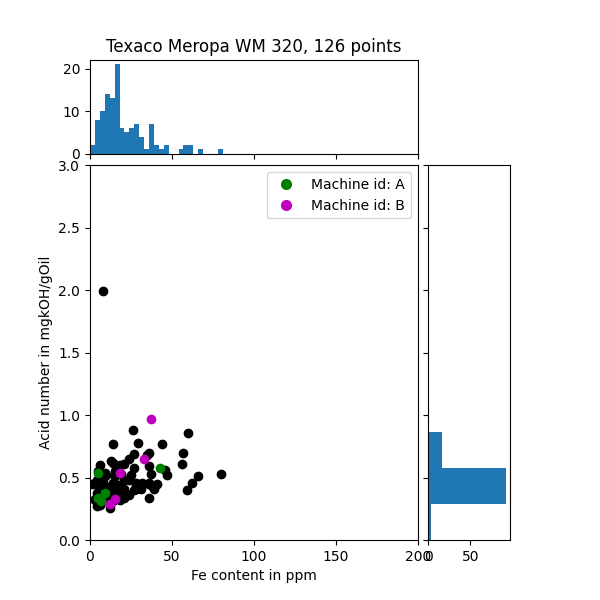 Texaco Meropa WM 320, 126 points
20
10
0
3.0
2.5
2.0
1.5
1.0
0.5
0.0
Acid number in mgkOH/gOil
Machine id: A
Machine id: B
0 50 100 150 200
0 50
Fe content in ppm